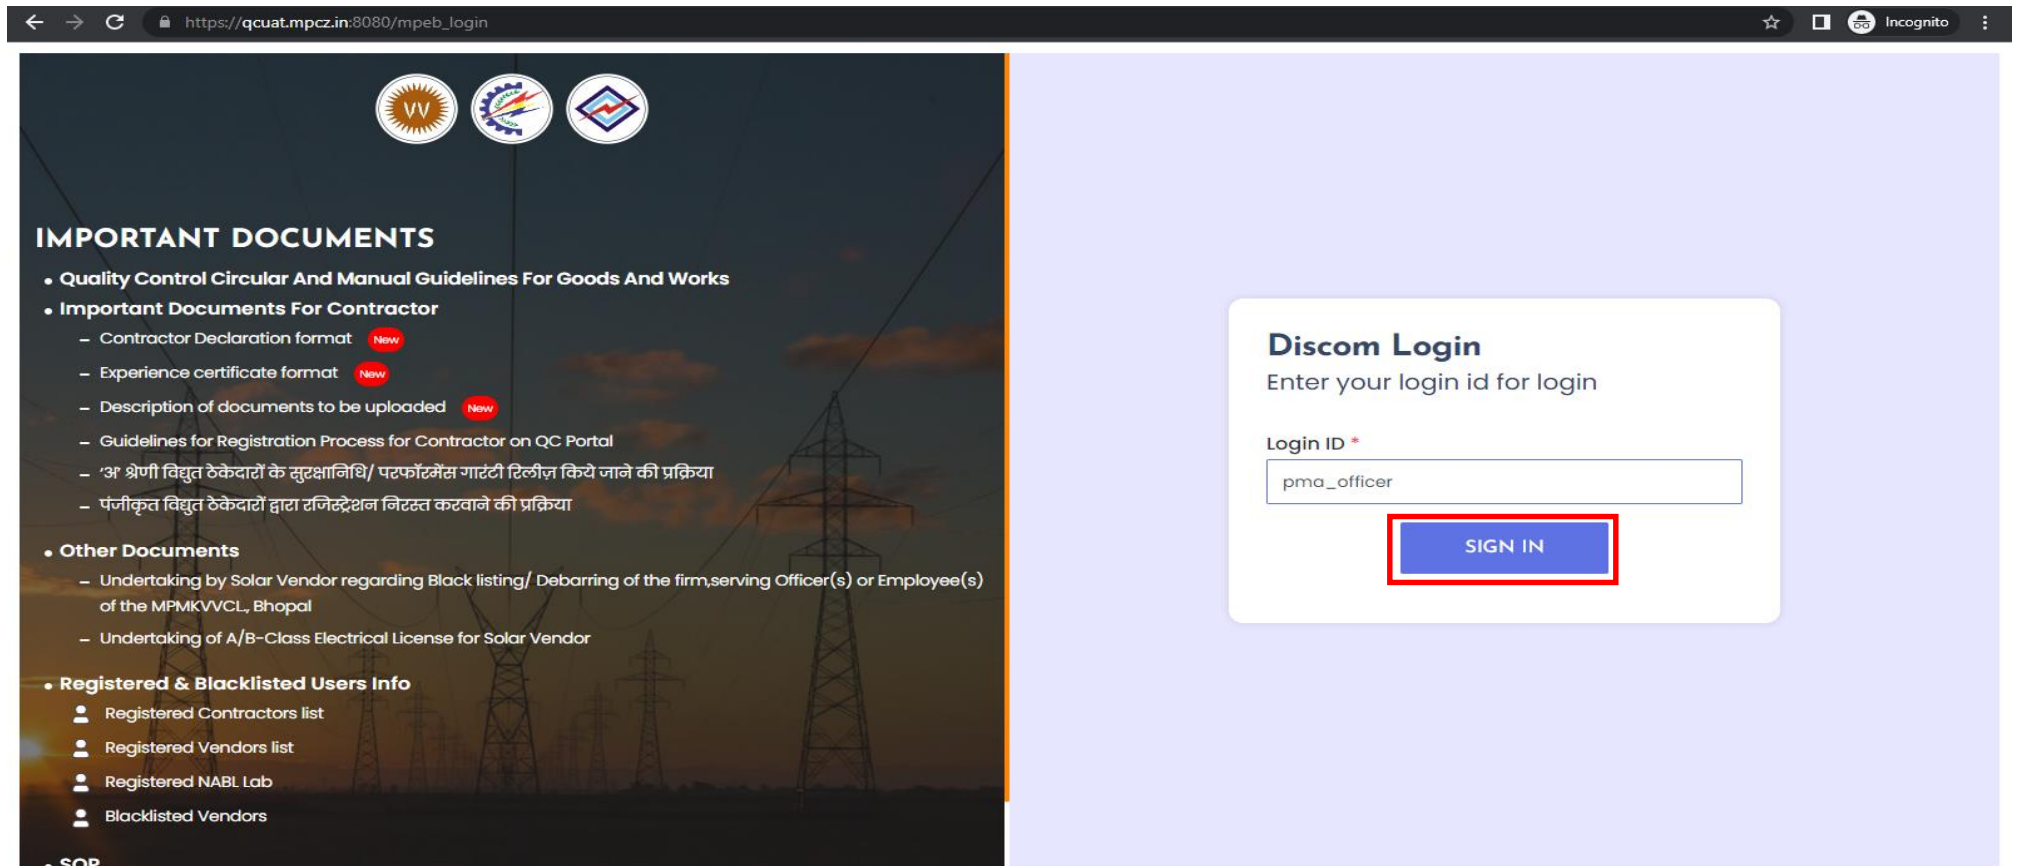 https://qcuat.mpcz.in:8080/mpeb_login
Incognito
VV
IMPORTANT DOCUMENTS
• Quality Control Circular And Manual Guidelines For Goods And Works
• Important Documents For Contractor
– Contractor Declaration format New
– Experience certificate format New
– Description of documents to be uploaded New
– Guidelines for Registration Process for Contractor on QC Portal
– 'अ' श्रेणी विद्युत ठेकेदारों के सुरक्षानिधि/ परफॉरमेंस गारंटी रिलीज़ किये जाने की प्रक्रिया
– पंजीकृत विद्युत ठेकेदारों द्वारा रजिस्ट्रेशन निरस्त करवाने की प्रक्रिया
• Other Documents
– Undertaking by Solar Vendor regarding Black listing/ Debarring of the firm,serving Officer(s) or Employee(s)
of the MPMKVVCL, Bhopal
– Undertaking of A/B-Class Electrical License for Solar Vendor
• Registered & Blacklisted Users Info
Registered Contractors list
Registered Vendors list
Registered NABL Lab
Blacklisted Vendors
• SOP
Discom Login
Enter your login id for login
Login ID *
pma_officer
SIGN IN